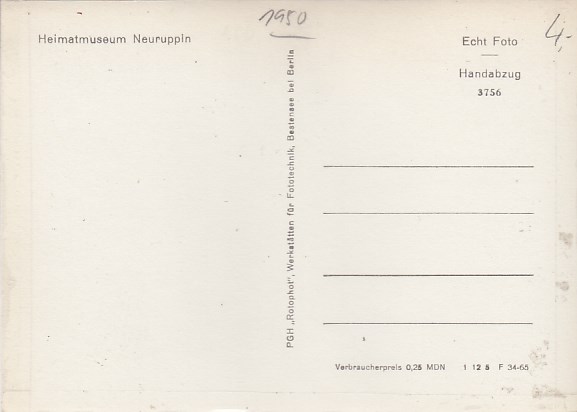 1950
4,-
Heimatmuseum Neuruppin
Echt Foto
Handabzug
3756
PGH „Rotophot", Werkstätten für Fototechnik, Bestensee bei Berlin
Verbraucherpreis 0,25 MDN 1 12 5 F 34-65